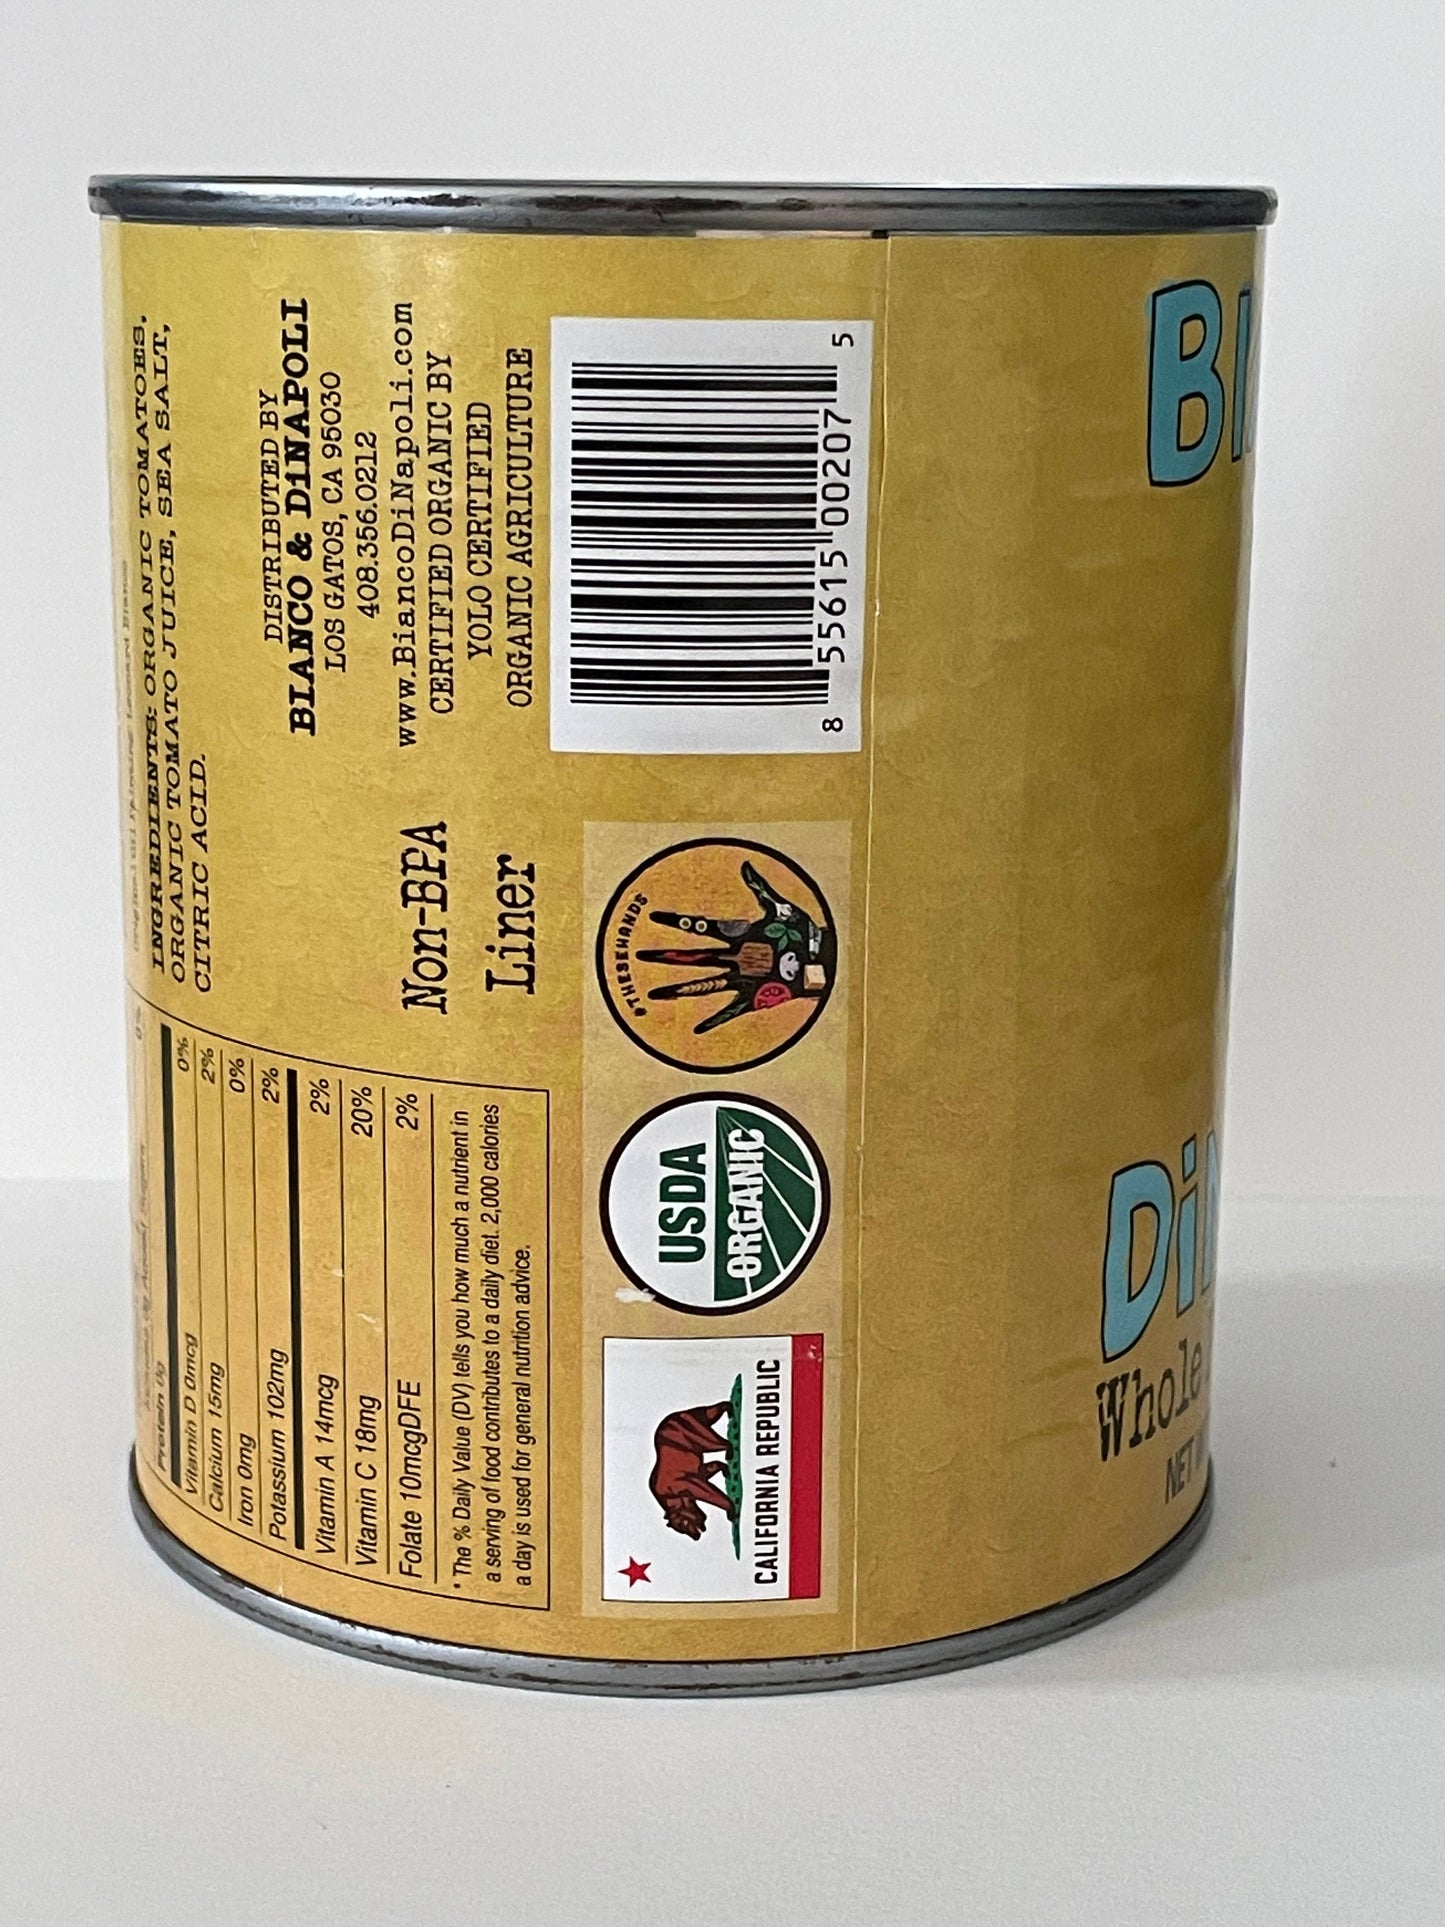 INGREDIENTS: ORGANIC TOMATOES,
ORGANIC TOMATO JUICE, SEA SALT,
CITRIC ACID.
DISTRIBUTED BY
BIANCO & DiNAPOLI
LOS GATOS, CA 95030
408.356.0212
www.BiancoDiNapoli.com
CERTIFIED ORGANIC BY
YOLO CERTIFIED
ORGANIC AGRICULTURE
Non-BPA
Liner
8 55615 00207 5
Protein 0g
Vitamin D 0mcg 0%
Calcium 15mg 2%
Iron 0mg 0%
Potassium 102mg 2%
Vitamin A 14mcg 2%
Vitamin C 18mg 20%
Folate 10mcgDFE 2%
* The % Daily Value (DV) tells you how much a nutrient in
a serving of food contributes to a daily diet. 2,000 calories
a day is used for general nutrition advice.
CALIFORNIA REPUBLIC
USDA
ORGANIC
#THESEHANDS
Whole
NET